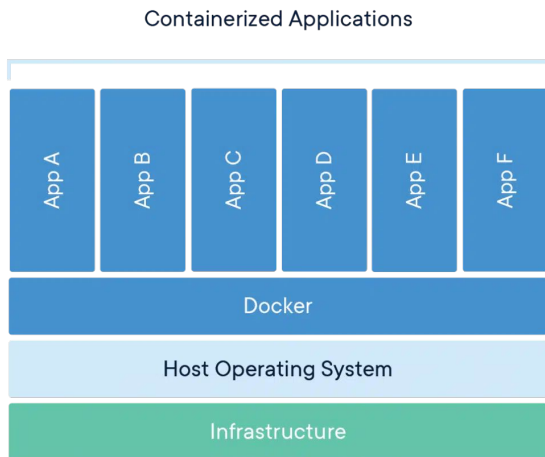 Containerized Applications
App A
App B
App C
App D
App E
App F
Docker
Host Operating System
Infrastructure